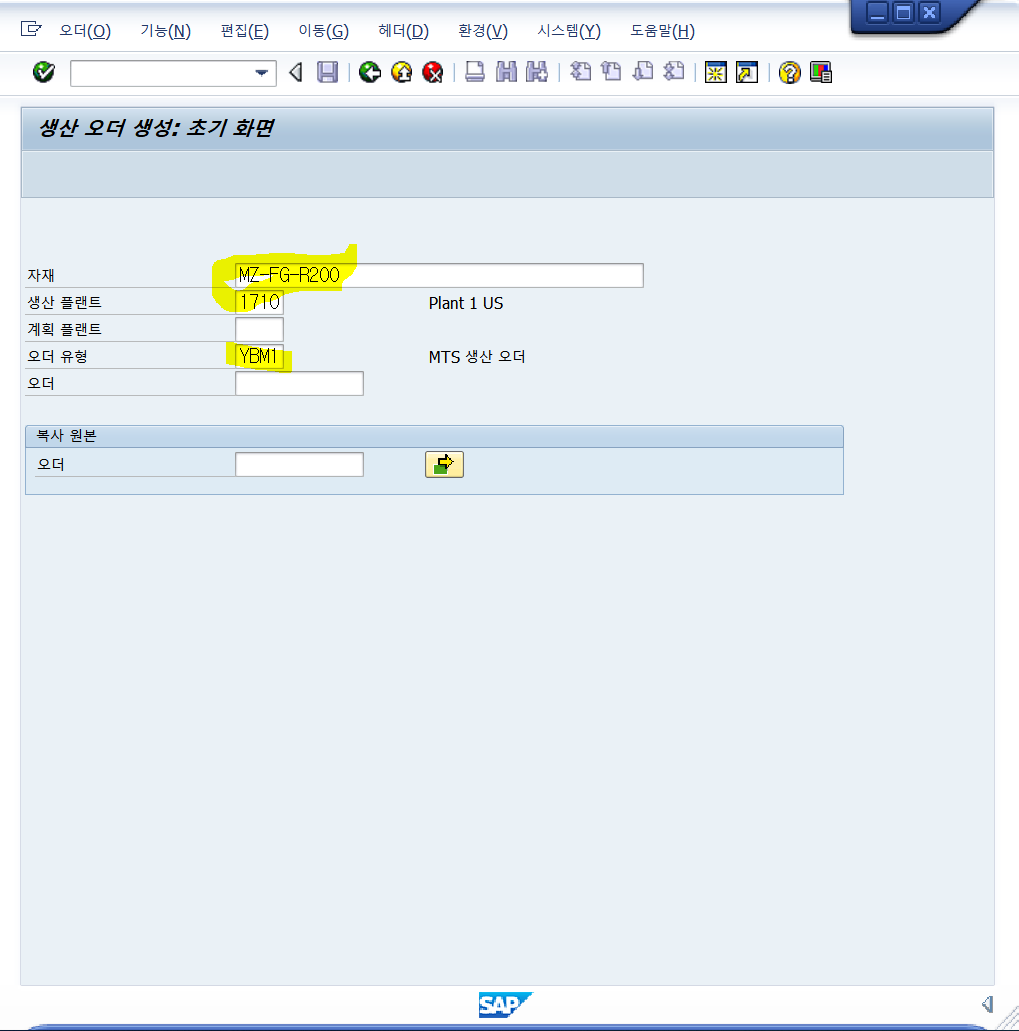 오더(O) 기능(N) 편집(E) 이동(G) 헤더(D) 환경(V) 시스템(Y) 도움말(H)
생산 오더 생성: 초기 화면
자재 MZ-FG-R200
생산 플랜트 1710 Plant 1 US
계획 플랜트
오더 유형 YBM1 MTS 생산 오더
오더
복사 원본
오더
SAP